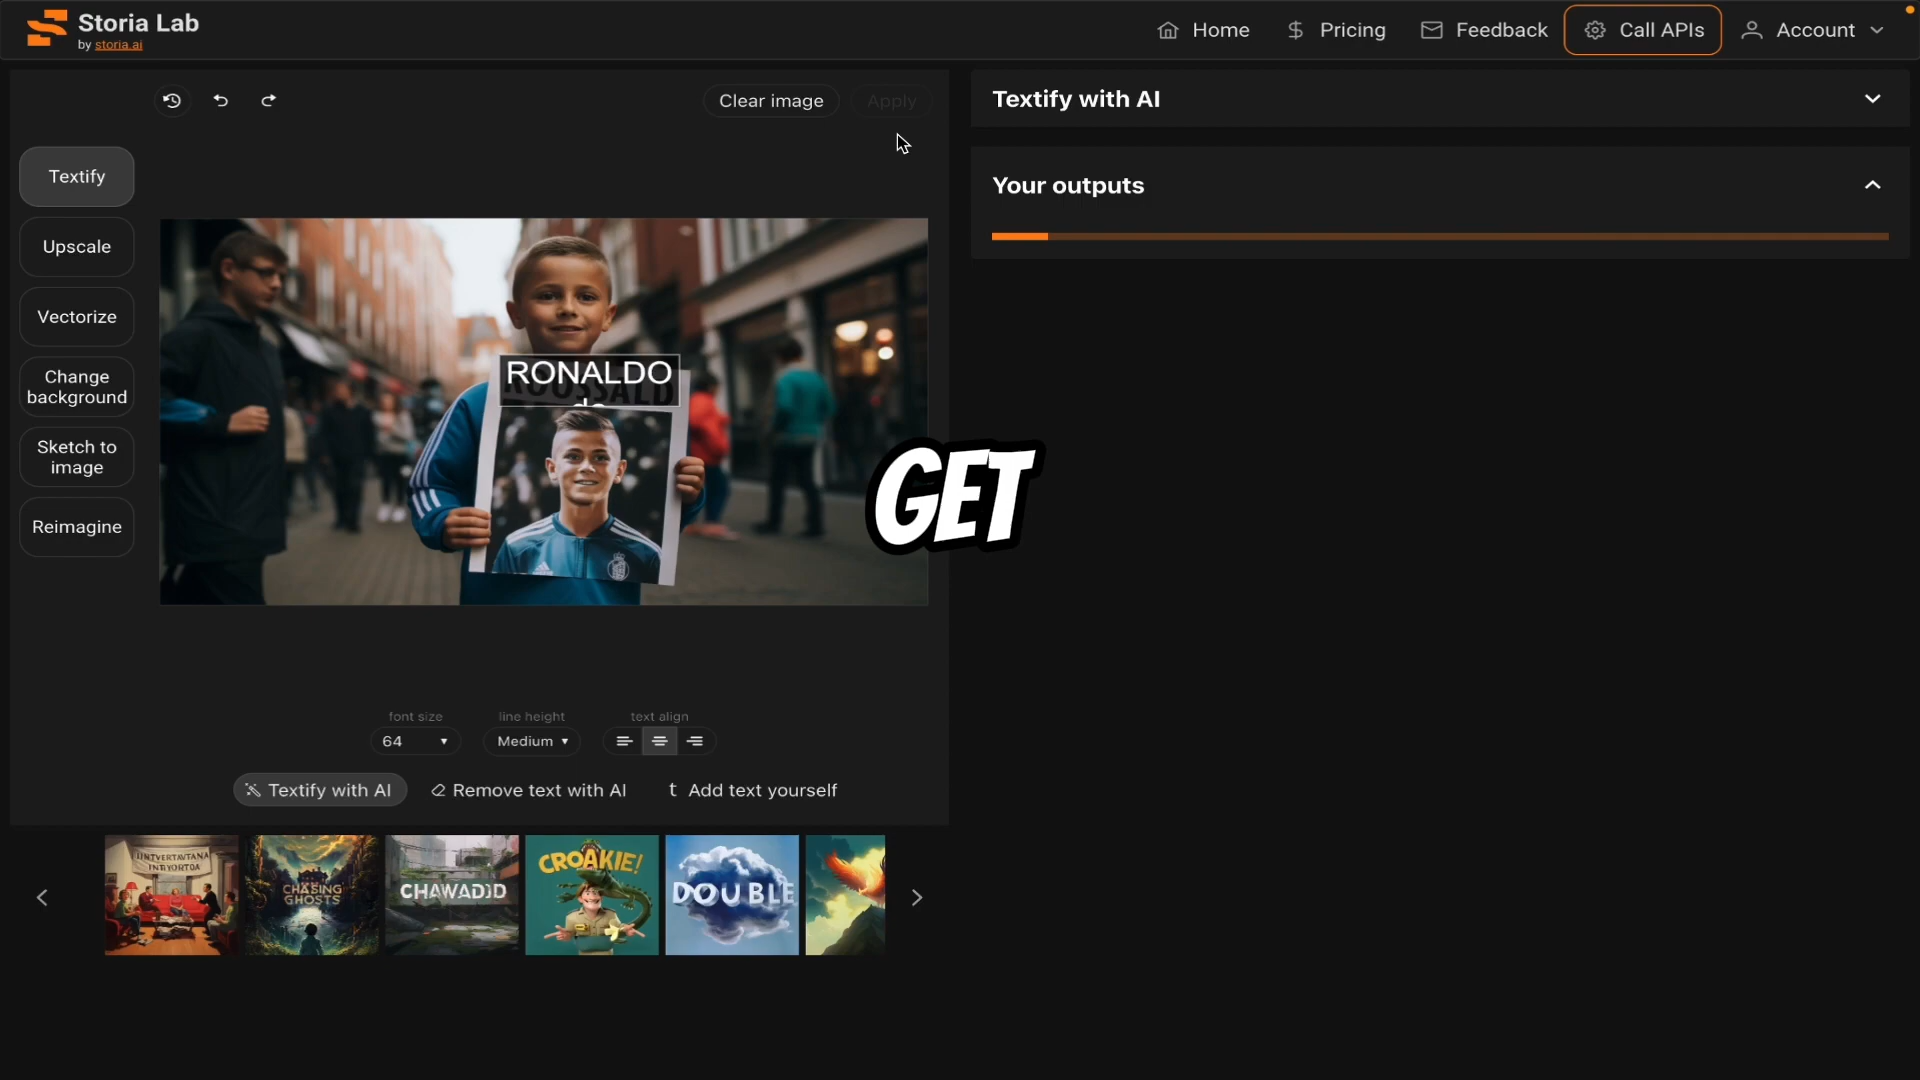 Storia Lab
by storia.ai
Home
Pricing
Feedback
Call APIs
Account
Clear image
Apply
Textify with AI
Your outputs
Textify
Upscale
Vectorize
Change
background
Sketch to
image
Reimagine
RONALDO
do
GET
font size
line height
text align
64
Medium
Textify with AI
Remove text with AI
t Add text yourself
CHASING
GHOSTS
CROAKIE!
DOUBLE